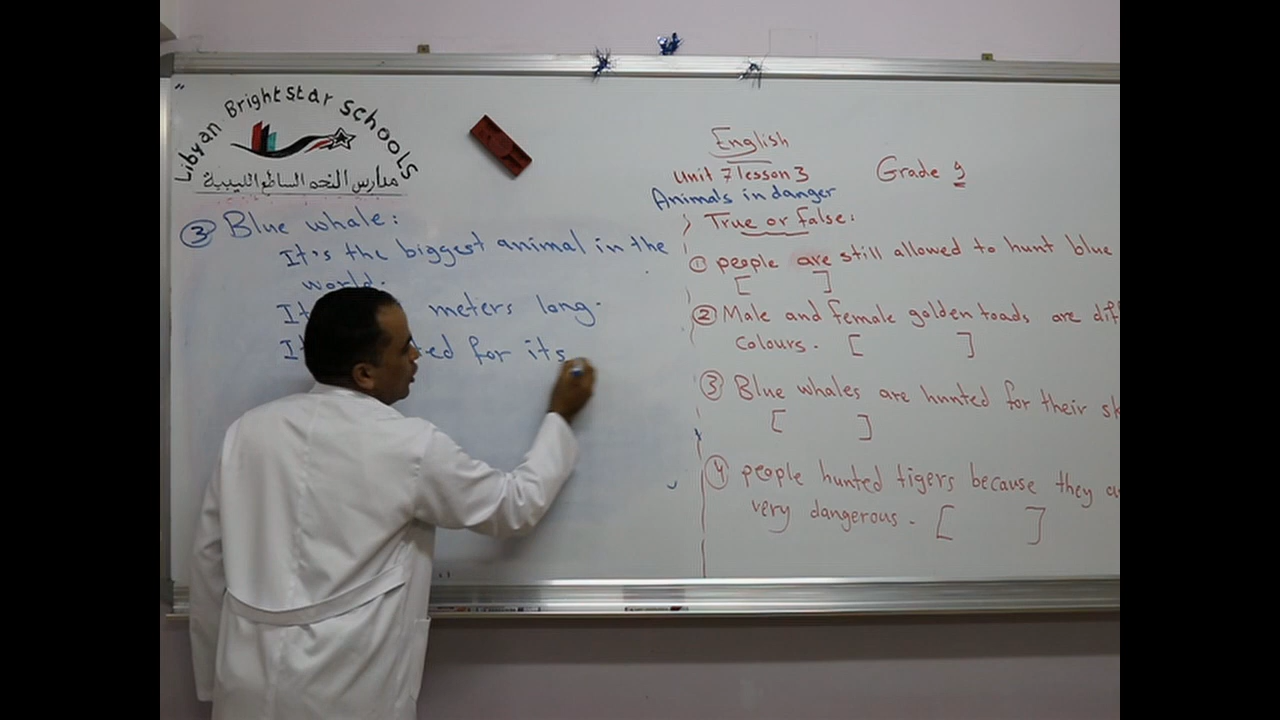 Libyan Bright star schools
مدارس النجم الساطع الليبية
③ Blue whale:
It's the biggest animal in the
world.
It meters long.
It for its
English
Unit 7 lesson 3
Grade 9
Animals in danger
True or false:
① people are still allowed to hunt blue
[ ]
② Male and female golden toads are
colours. [ ]
③ Blue whales are hunted for their
[ ]
④ people hunted tigers because they
very dangerous. [ ]